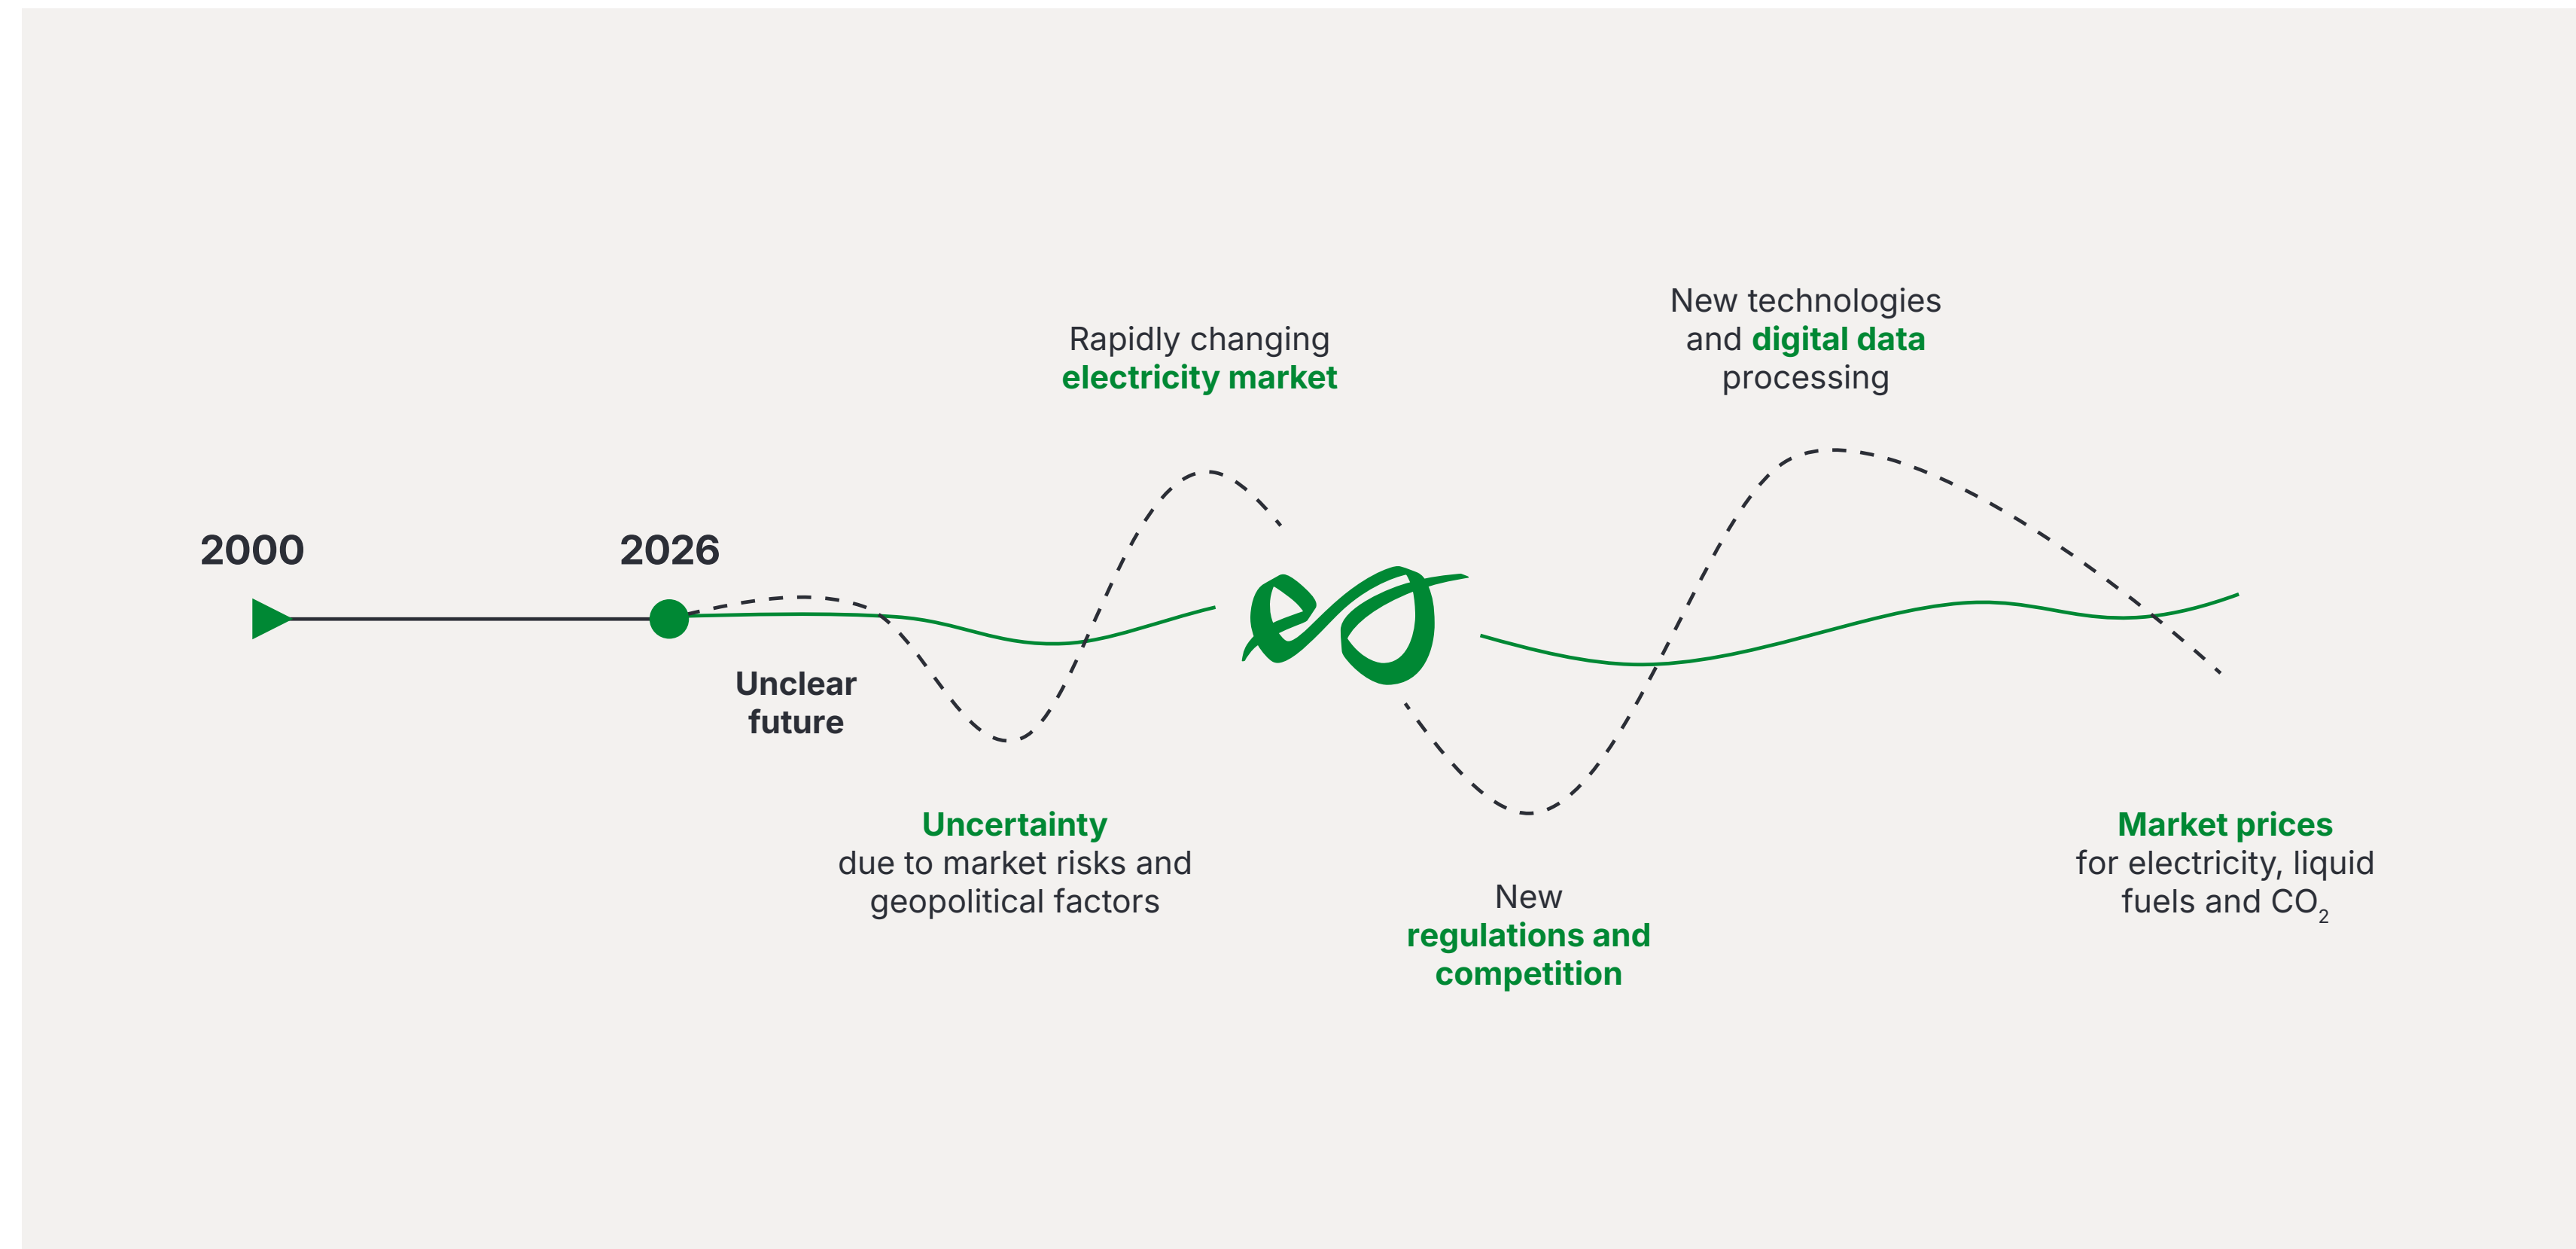 2000
2026
Unclear
future
Uncertainty
due to market risks and
geopolitical factors
Rapidly changing
electricity market
New
regulations and
competition
New technologies
and digital data
processing
Market prices
for electricity, liquid
fuels and CO₂